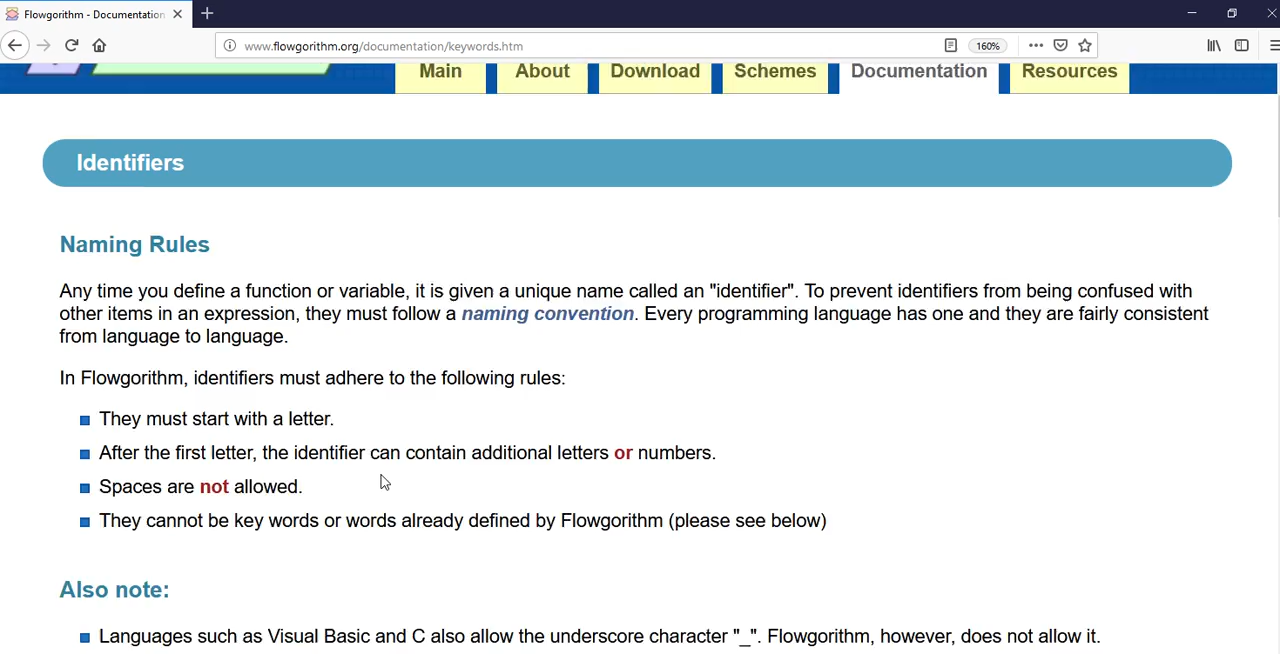 Flowgorithm - Documentation
www.flowgorithm.org/documentation/keywords.htm
160%
Main About Download Schemes Documentation Resources
Identifiers
Naming Rules
Any time you define a function or variable, it is given a unique name called an "identifier". To prevent identifiers from being confused with
other items in an expression, they must follow a naming convention. Every programming language has one and they are fairly consistent
from language to language.
In Flowgorithm, identifiers must adhere to the following rules:
They must start with a letter.
After the first letter, the identifier can contain additional letters or numbers.
Spaces are not allowed.
They cannot be key words or words already defined by Flowgorithm (please see below)
Also note:
Languages such as Visual Basic and C also allow the underscore character "_". Flowgorithm, however, does not allow it.